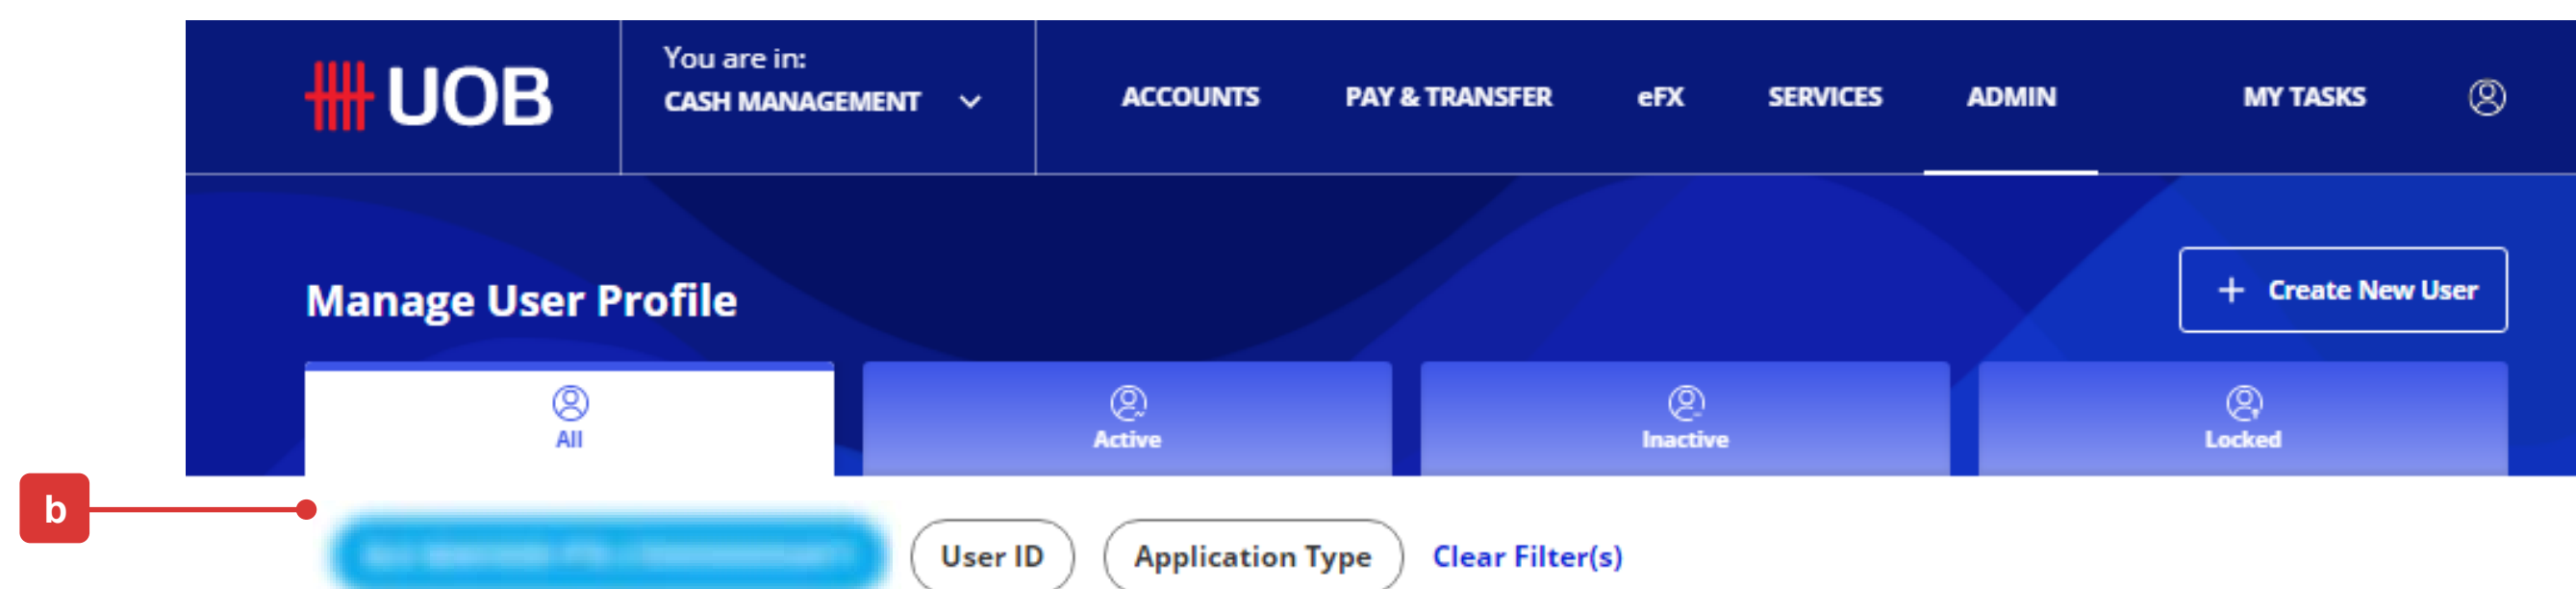 UOB
You are in:
CASH MANAGEMENT
ACCOUNTS PAY & TRANSFER eFX SERVICES ADMIN MY TASKS
Manage User Profile
+ Create New User
All Active Inactive Locked
b
User ID Application Type Clear Filter(s)